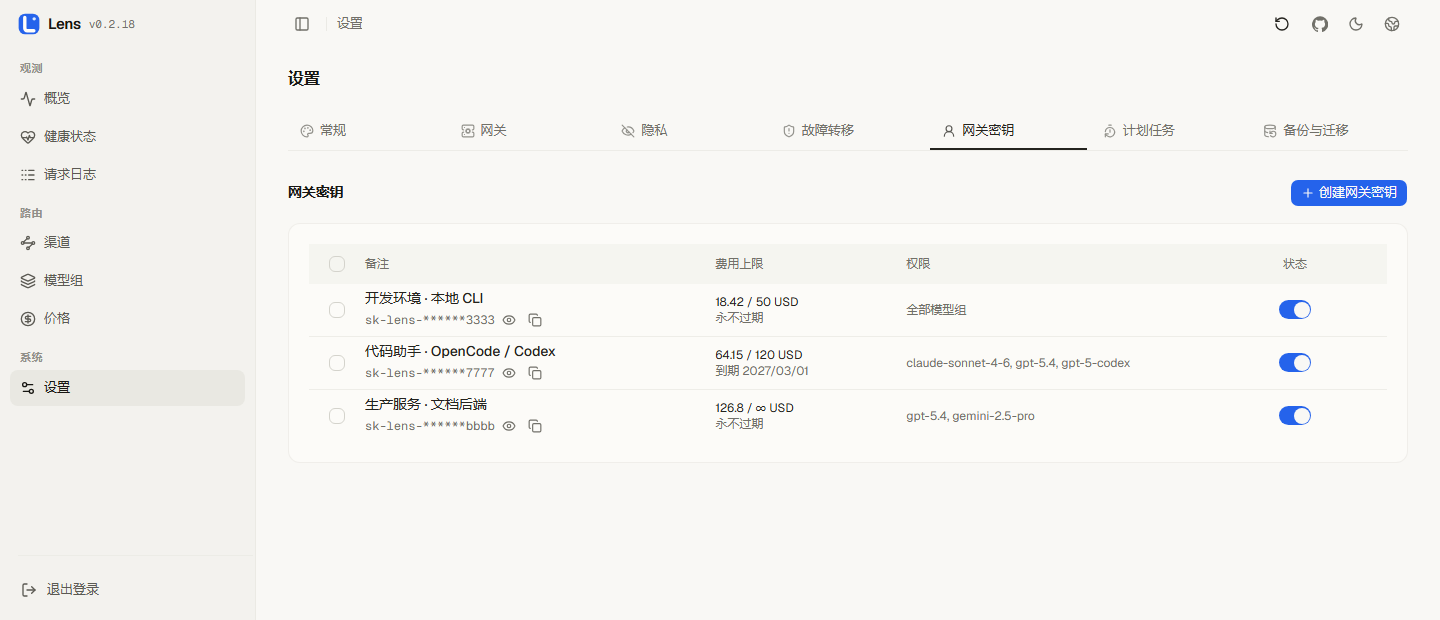 Lens v0.2.18
设置
观测
概览
健康状态
请求日志
路由
渠道
模型组
价格
系统
设置
退出登录
设置
常规 网关 隐私 故障转移 网关密钥 计划任务 备份与迁移
网关密钥
创建网关密钥
备注 费用上限 权限 状态
开发环境 · 本地 CLI
sk-lens-******3333
18.42 / 50 USD
永不过期
全部模型组
代码助手 · OpenCode / Codex
sk-lens-******7777
64.15 / 120 USD
到期 2027/03/01
claude-sonnet-4-6, gpt-5.4, gpt-5-codex
生产服务 · 文档后端
sk-lens-******bbbb
126.8 / ∞ USD
永不过期
gpt-5.4, gemini-2.5-pro